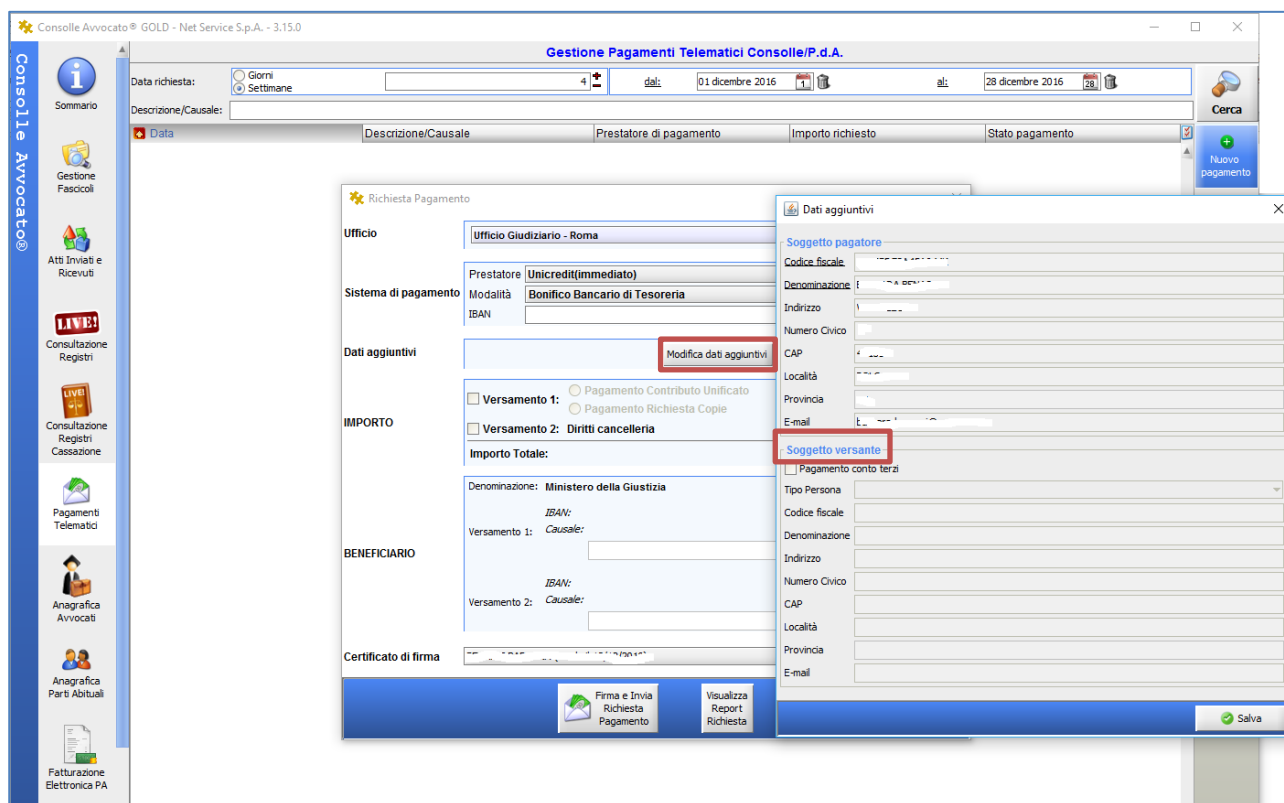 Consolle Avvocato® GOLD - Net Service S.p.A. - 3.15.0
Consolle Avvocato®
Sommario
Gestione
Fascicoli
Atti Inviati e
Ricevuti
LIVE!
Consultazione
Registri
LIVE!
Consultazione
Registri
Cassazione
Pagamenti
Telematici
Anagrafica
Avvocati
Anagrafica
Parti Abituali
Fatturazione
Elettronica PA
Gestione Pagamenti Telematici Consolle/P.d.A.
Data richiesta: Giorni
Settimane
4 dal: 01 dicembre 2016 1 al: 28 dicembre 2016 28
Descrizione/Causale:
Cerca
Data Descrizione/Causale Prestatore di pagamento Importo richiesto Stato pagamento
Nuovo
pagamento
Richiesta Pagamento
Ufficio Ufficio Giudiziario - Roma
Sistema di pagamento
Prestatore Unicredit(immediato)
Modalità Bonifico Bancario di Tesoreria
IBAN
Dati aggiuntivi Modifica dati aggiuntivi
IMPORTO
Versamento 1: Pagamento Contributo Unificato
Pagamento Richiesta Copie
Versamento 2: Diritti cancelleria
Importo Totale:
BENEFICIARIO
Denominazione: Ministero della Giustizia
IBAN:
Versamento 1: Causale:
IBAN:
Versamento 2: Causale:
Certificato di firma
Firma e Invia
Richiesta
Pagamento
Visualizza
Report
Richiesta
Dati aggiuntivi
Soggetto pagatore
Codice fiscale
Denominazione
Indirizzo
Numero Civico
CAP
Località
Provincia
E-mail
Soggetto versante
Pagamento conto terzi
Tipo Persona
Codice fiscale
Denominazione
Indirizzo
Numero Civico
CAP
Località
Provincia
E-mail
Salva